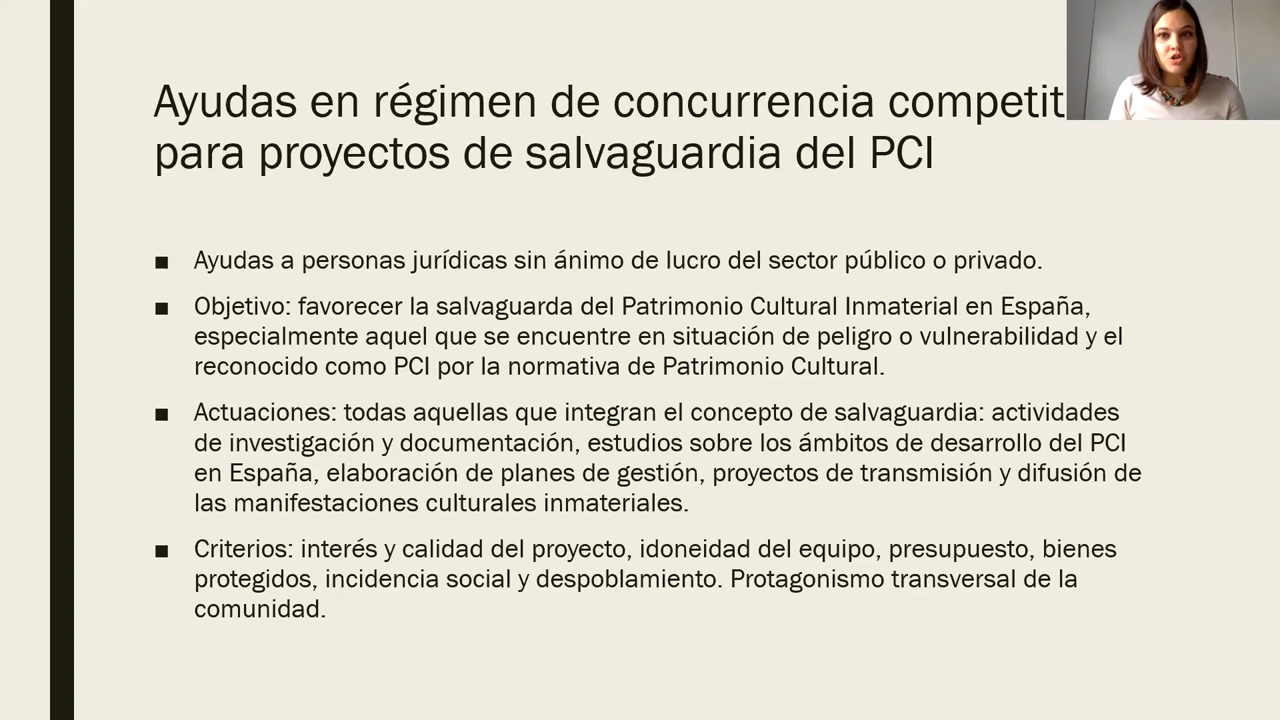 Ayudas en régimen de concurrencia
para proyectos de salvaguardia del PCI
■ Ayudas a personas jurídicas sin ánimo de lucro del sector público o privado.
■ Objetivo: favorecer la salvaguarda del Patrimonio Cultural Inmaterial en España,
especialmente aquel que se encuentre en situación de peligro o vulnerabilidad y el
reconocido como PCI por la normativa de Patrimonio Cultural.
■ Actuaciones: todas aquellas que integran el concepto de salvaguardia: actividades
de investigación y documentación, estudios sobre los ámbitos de desarrollo del PCI
en España, elaboración de planes de gestión, proyectos de transmisión y difusión de
las manifestaciones culturales inmateriales.
■ Criterios: interés y calidad del proyecto, idoneidad del equipo, presupuesto, bienes
protegidos, incidencia social y despoblamiento. Protagonismo transversal de la
comunidad.